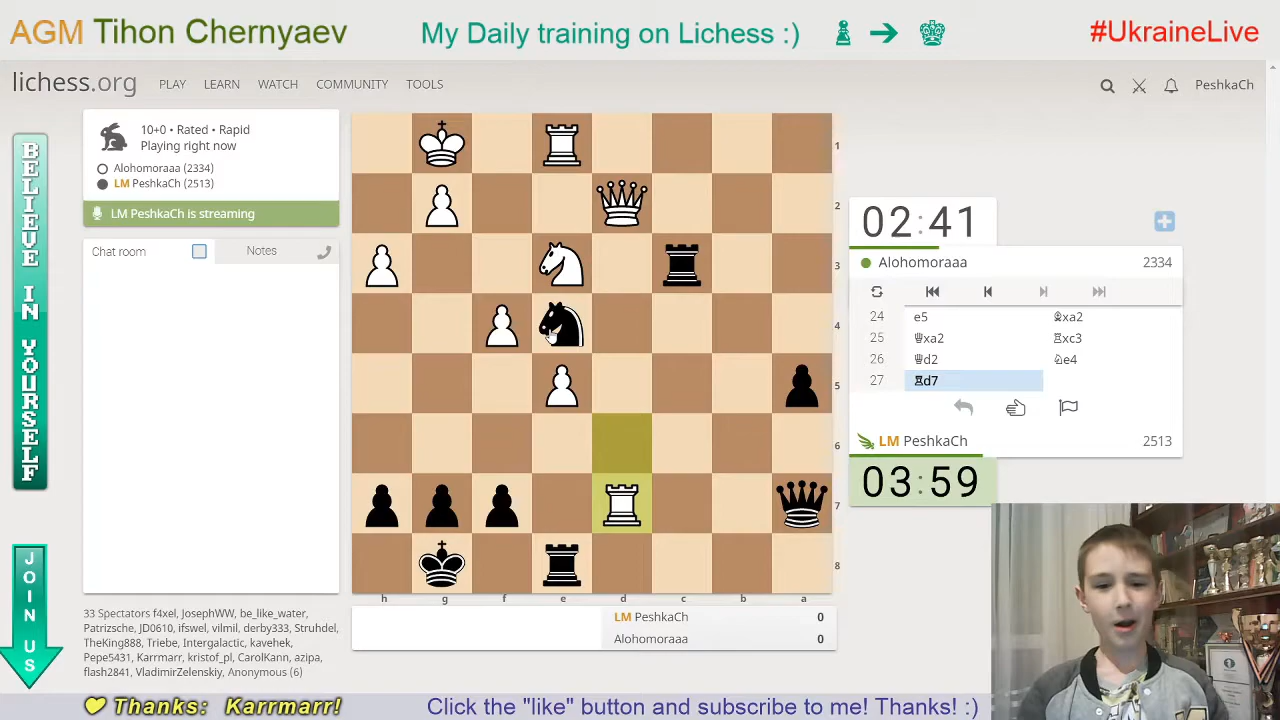 AGM Tihon Chernyaev
My Daily training on Lichess :)
#UkraineLive
lichess.org PLAY LEARN WATCH COMMUNITY TOOLS PeshkaCh
BELIEVE IN YOURSELF
JOIN US
10+0 • Rated • Rapid
Playing right now
Alohomoraaa (2334)
LM PeshkaCh (2513)
LM PeshkaCh is streaming
Chat room Notes
33 Spectators f4xel, JosephWW, be_like_water,
Patrizsche, JD0610, ifswel, vilmil, derby333, Struhdel,
TheKing888, Triebe, Intergalactic, kavehek,
Pepe5431, Karrmarr, kristof_pl, CarolKann, azipa,
flash2841, VladimirZelenskiy, Anonymous (6)
1
2
3
4
5
6
7
8
h g f e d c b a
LM PeshkaCh 0
Alohomoraaa 0
02:41
Alohomoraaa 2334
24 e5 ♗xa2
25 ♕xa2 ♖xc3
26 ♕d2 ♘e4
27 ♖d7
LM PeshkaCh 2513
03:59
Thanks: Karrmarr!
Click the "like" button and subscribe to me! Thanks! :)